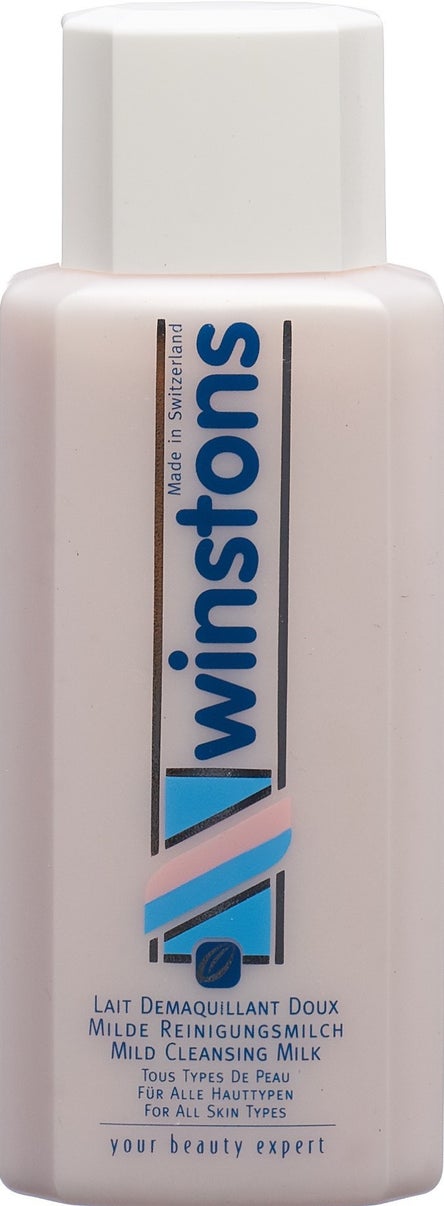 winstons
Made in Switzerland
LAIT DEMAQUILLANT DOUX
MILDE REINIGUNGSMILCH
MILD CLEANSING MILK
TOUS TYPES DE PEAU
FÜR ALLE HAUTTYPEN
FOR ALL SKIN TYPES
your beauty expert